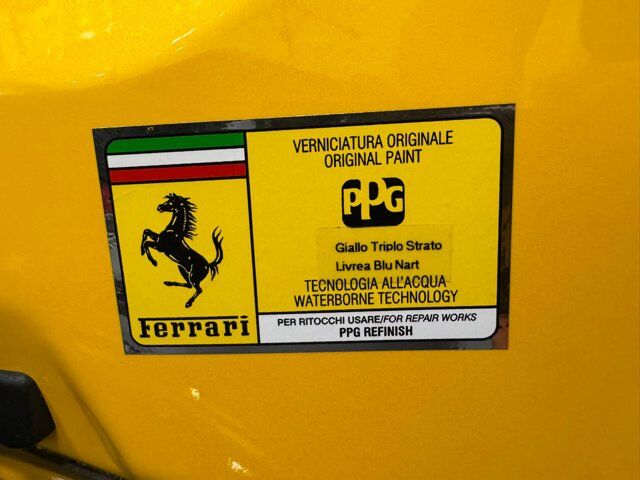 VERNICIATURA ORIGINALE
ORIGINAL PAINT
PPG
Giallo Triplo Strato
Livrea Blu Nart
TECNOLOGIA ALL'ACQUA
WATERBORNE TECHNOLOGY
Ferrari
PER RITOCCHI USARE/FOR REPAIR WORKS
PPG REFINISH